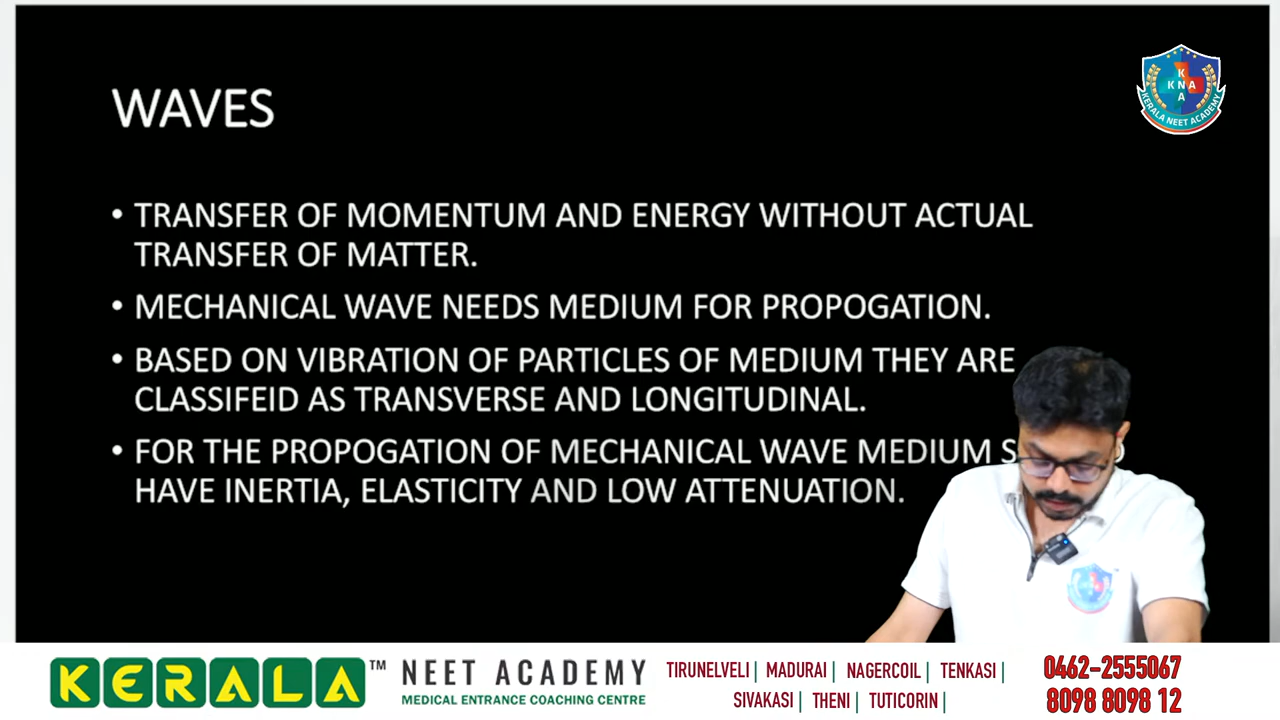 WAVES
• TRANSFER OF MOMENTUM AND ENERGY WITHOUT ACTUAL
TRANSFER OF MATTER.
• MECHANICAL WAVE NEEDS MEDIUM FOR PROPOGATION.
• BASED ON VIBRATION OF PARTICLES OF MEDIUM THEY ARE
CLASSIFEID AS TRANSVERSE AND LONGITUDINAL.
• FOR THE PROPOGATION OF MECHANICAL WAVE MEDIUM
HAVE INERTIA, ELASTICITY AND LOW ATTENUATION.
K
K N A
A
KERALA NEET ACADEMY
KERALA™ NEET ACADEMY
MEDICAL ENTRANCE COACHING CENTRE
TIRUNELVELI | MADURAI | NAGERCOIL | TENKASI |
SIVAKASI | THENI | TUTICORIN |
0462-2555067
8098 8098 12